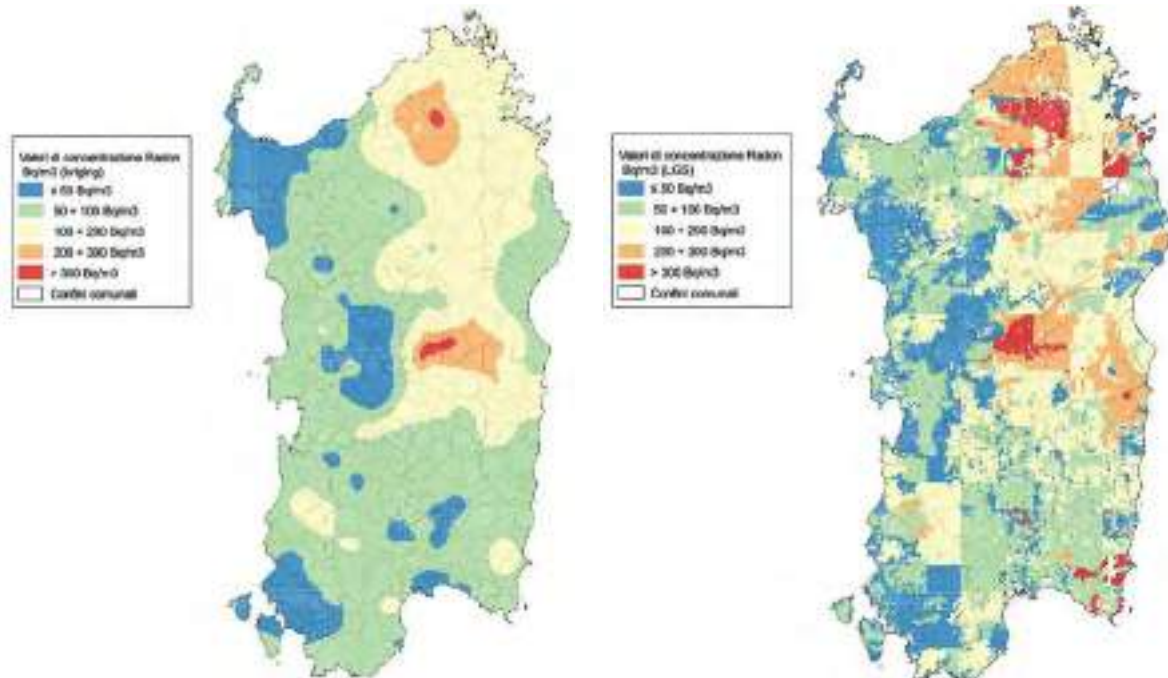 Valori di concentrazione Radon
Bq/m3 (kriging)
≤ 50 Bq/m3
50 ÷ 100 Bq/m3
100 ÷ 200 Bq/m3
200 ÷ 300 Bq/m3
> 300 Bq/m3
Confini comunali
Valori di concentrazione Radon
Bq/m3 (LGS)
≤ 50 Bq/m3
50 ÷ 100 Bq/m3
100 ÷ 200 Bq/m3
200 ÷ 300 Bq/m3
> 300 Bq/m3
Confini comunali